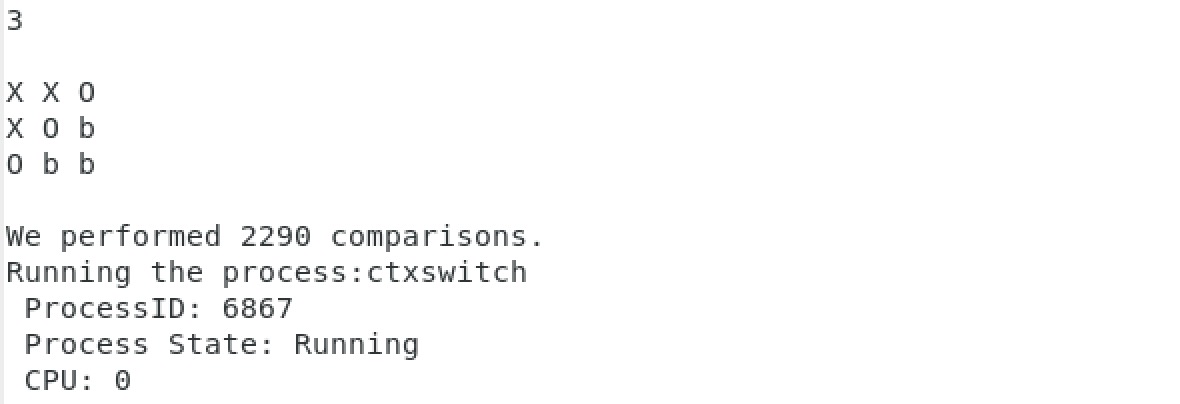 3
X X O
X O b
O b b
We performed 2290 comparisons.
Running the process:ctxswitch
ProcessID: 6867
Process State: Running
CPU: 0